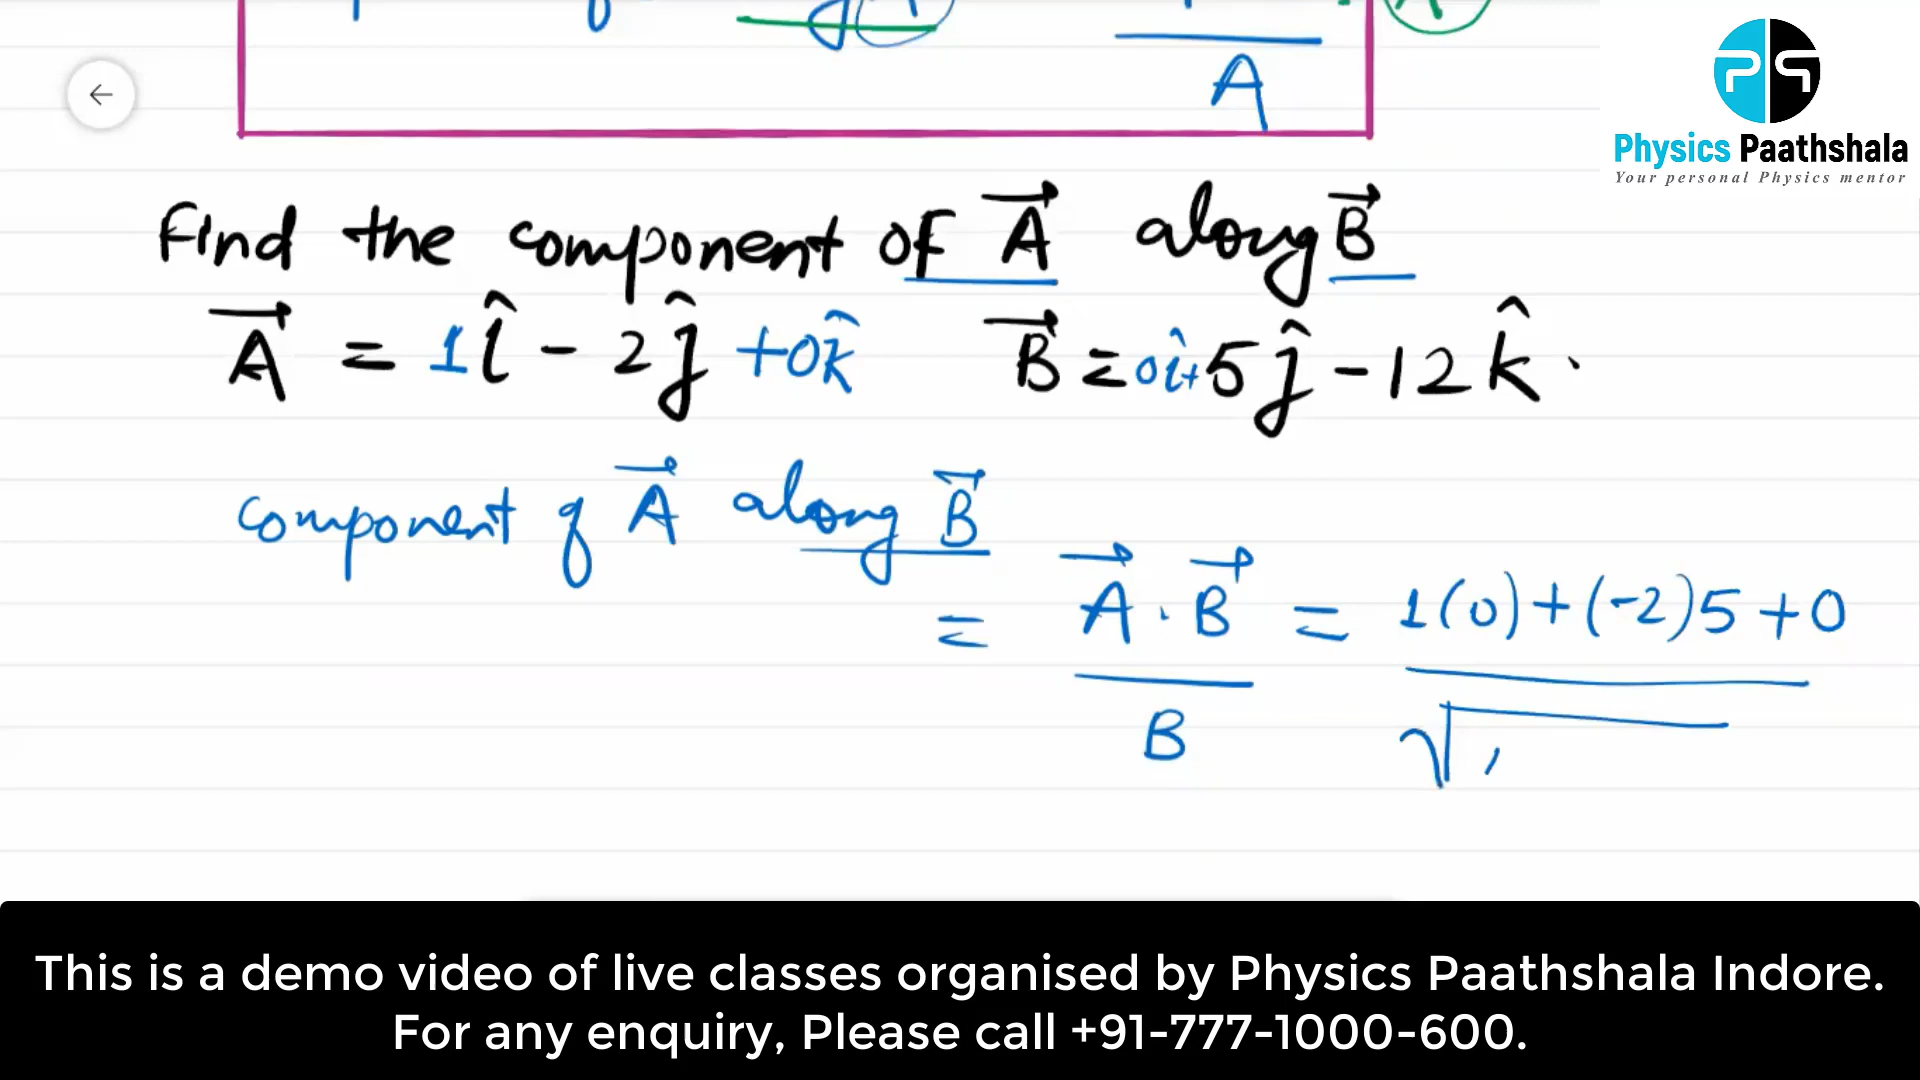 A
Physics Paathshala
Your personal Physics mentor
Find the component of A⃗ along B⃗
A⃗ = 1î - 2ĵ + 0k̂   B⃗ = 0î + 5ĵ - 12k̂.
component of A⃗ along B⃗
= A⃗ . B⃗ / B = 1(0) + (-2)5 + 0 / √
This is a demo video of live classes organised by Physics Paathshala Indore.
For any enquiry, Please call +91-777-1000-600.